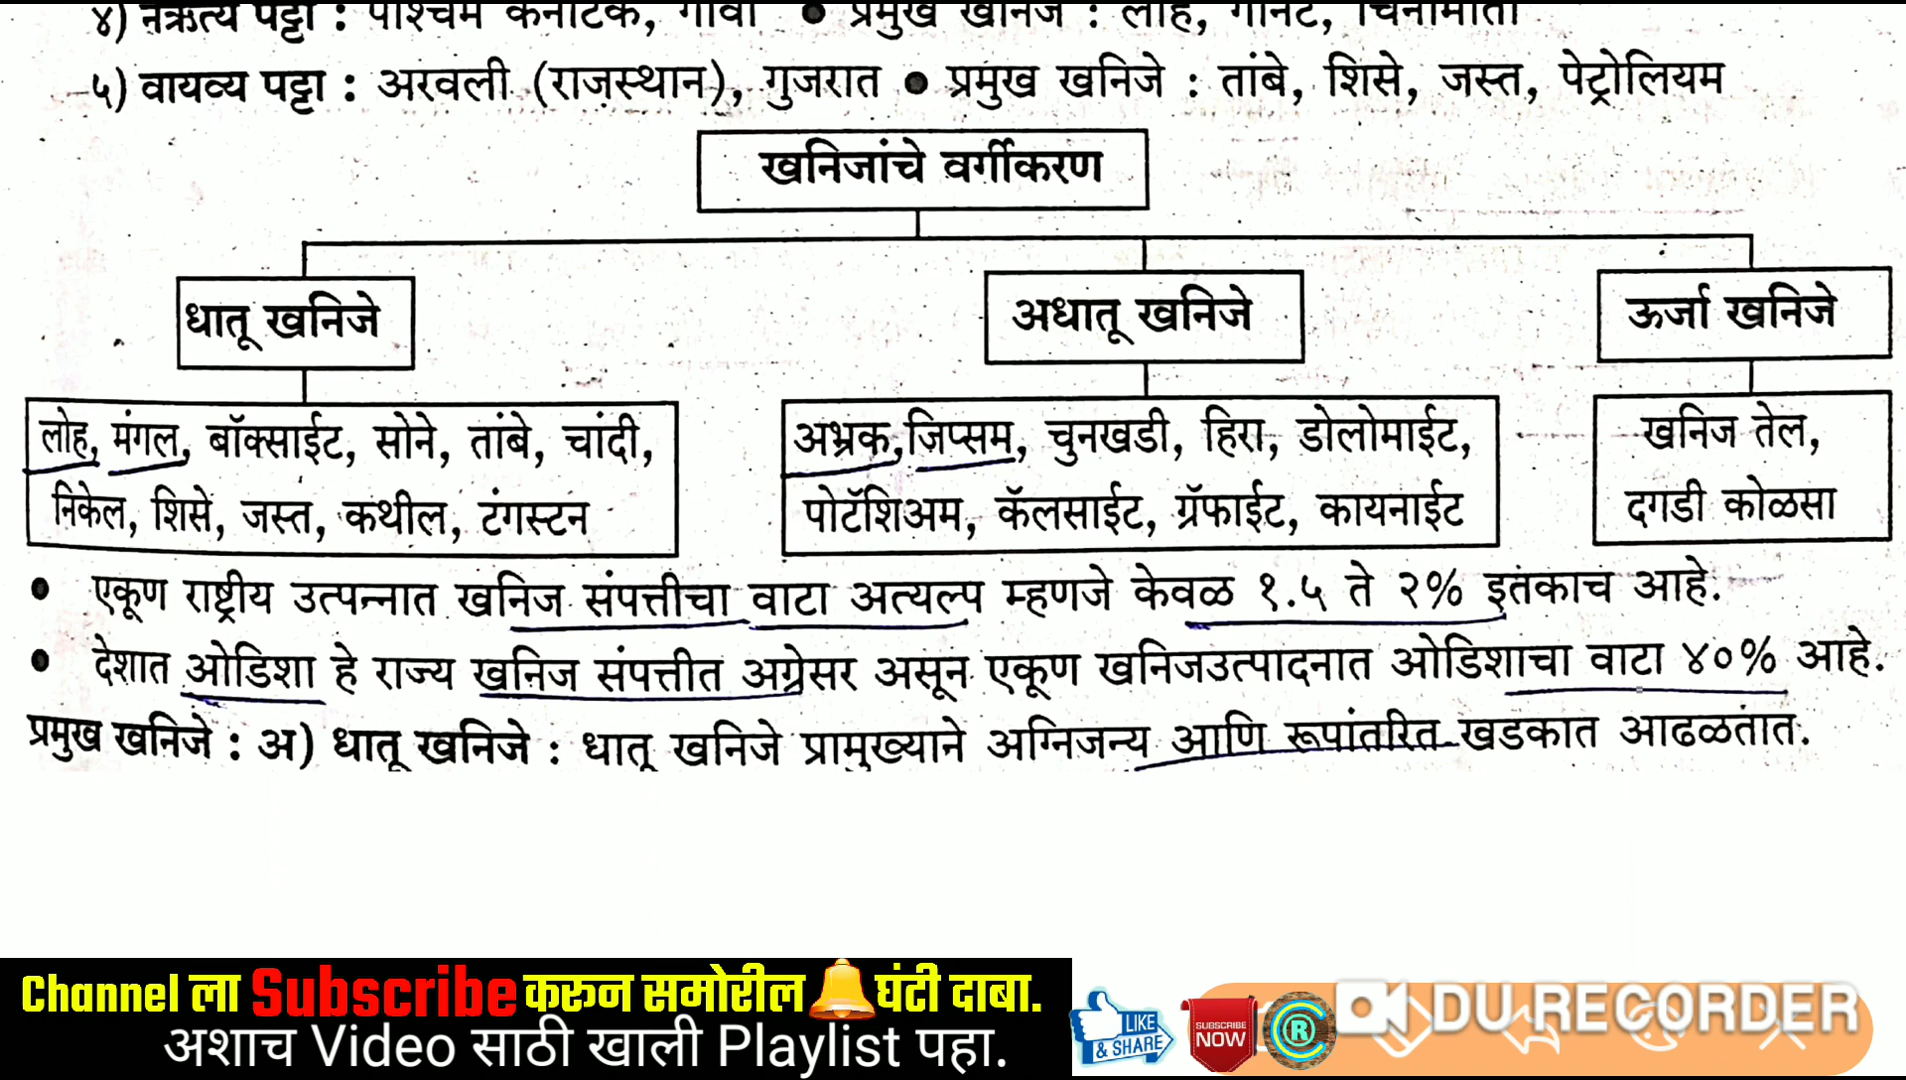 ४) नैऋत्य पट्टा : पश्चिम कर्नाटक, गोवा ● प्रमुख खनिजे : लोह, गार्नेट, चिनीमाती
५) वायव्य पट्टा : अरवली (राजस्थान), गुजरात ● प्रमुख खनिजे : तांबे, शिसे, जस्त, पेट्रोलियम
खनिजांचे वर्गीकरण
धातू खनिजे
अधातू खनिजे
ऊर्जा खनिजे
लोह, मंगल, बॉक्साईट, सोने, तांबे, चांदी,
निकेल, शिसे, जस्त, कथील, टंगस्टन
अभ्रक, जिप्सम, चुनखडी, हिरा, डोलोमाईट,
पोटॅशिअम, कॅलसाईट, ग्रॅफाईट, कायनाईट
खनिज तेल,
दगडी कोळसा
● एकूण राष्ट्रीय उत्पन्नात खनिज संपत्तीचा वाटा अत्यल्प म्हणजे केवळ १.५ ते २% इतकाच आहे.
● देशात ओडिशा हे राज्य खनिज संपत्तीत अग्रेसर असून एकूण खनिजउत्पादनात ओडिशाचा वाटा ४०% आहे.
प्रमुख खनिजे : अ) धातू खनिजे : धातू खनिजे प्रामुख्याने अग्निजन्य आणि रूपांतरित खडकात आढळतात.
Channel ला Subscribe करून समोरील घंटी दाबा.
अशाच Video साठी खाली Playlist पहा.
LIKE
& SHARE
SUBSCRIBE
NOW
C R
DU RECORDER